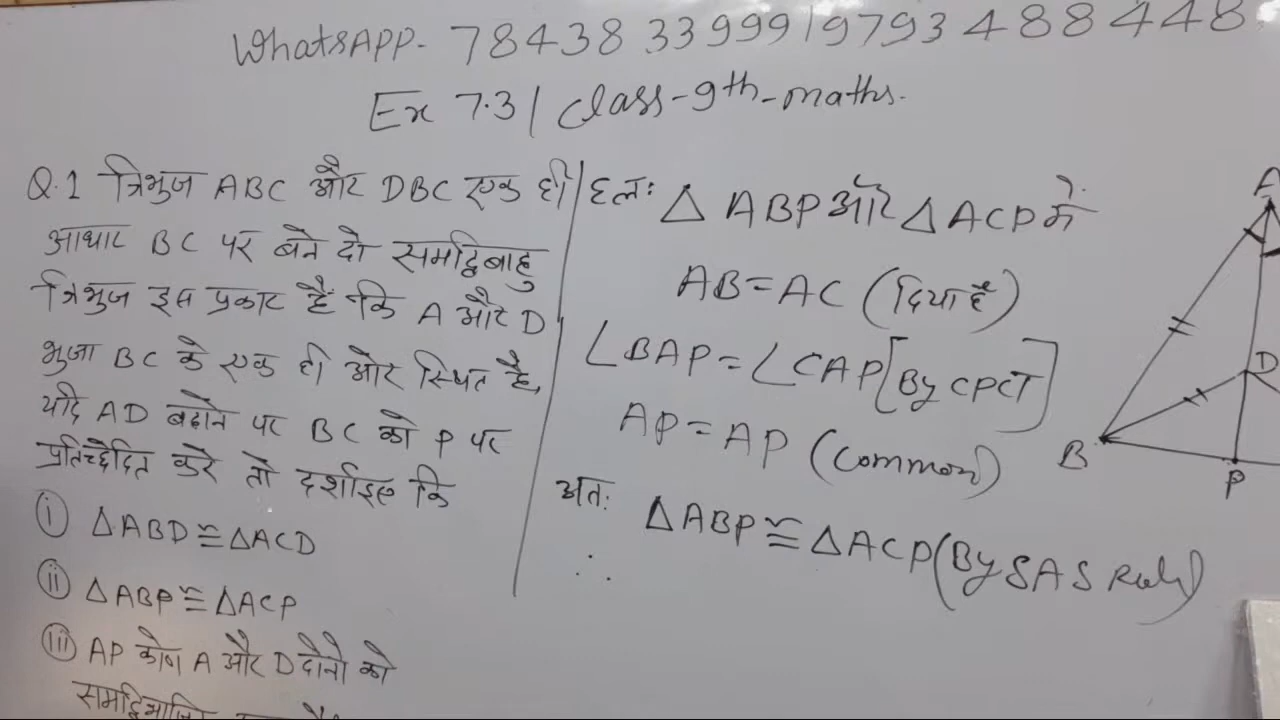 WhatsAPP- 78438 33999 | 9793 488448
Ex 7.3 | Class-9th-maths.
Q.1 त्रिभुज ABC और DBC एक ही
आधार BC पर बने दो समद्विबाहु
त्रिभुज इस प्रकार है कि A और D
भुजा BC के एक ही ओर स्थित है,
यदि AD बढ़ाने पर BC को P पर
प्रतिच्छेदित करे तो दर्शाइए कि
(i) △ABD ≅ △ACD
(ii) △ABP ≅ △ACP
(iii) AP कोण A और D दोनो को
हलः △ ABP और △ ACP मे
AB = AC (दिया है)
∠BAP = ∠CAP [By CPCT]
AP = AP (Common)
अतः
△ABP ≅ △ACP (By SAS Rule)
A
D
B
P